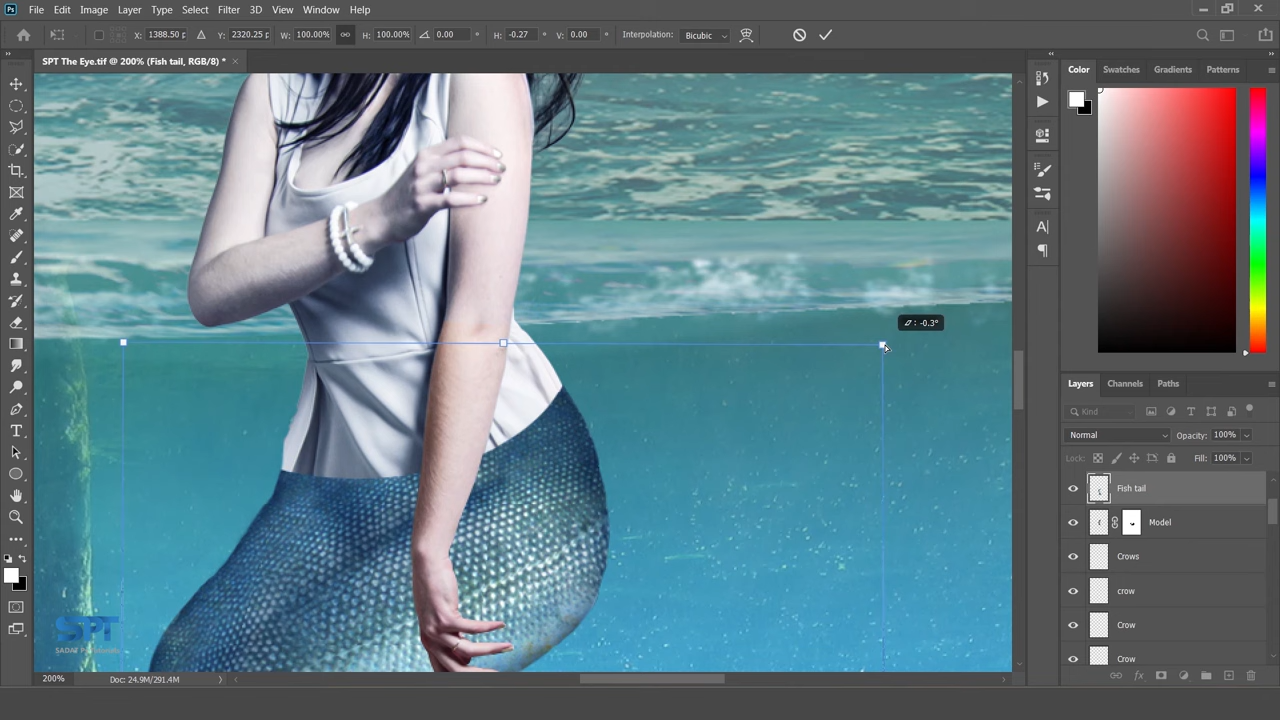 Ps File Edit Image Layer Type Select Filter 3D View Window Help
X: 1388.50 p Y: 2320.25 p W: 100.00% H: 100.00% 0.00 ° H: -0.27 ° V: 0.00 ° Interpolation: Bicubic
SPT The Eye.tif @ 200% (Fish tail, RGB/8) * ×
Color Swatches Gradients Patterns
-0.3°
Layers Channels Paths
Kind
Normal Opacity: 100%
Lock: Fill: 100%
Fish tail
Model
Crows
crow
Crow
Crow
SPT
200% Doc: 24.9M/291.4M